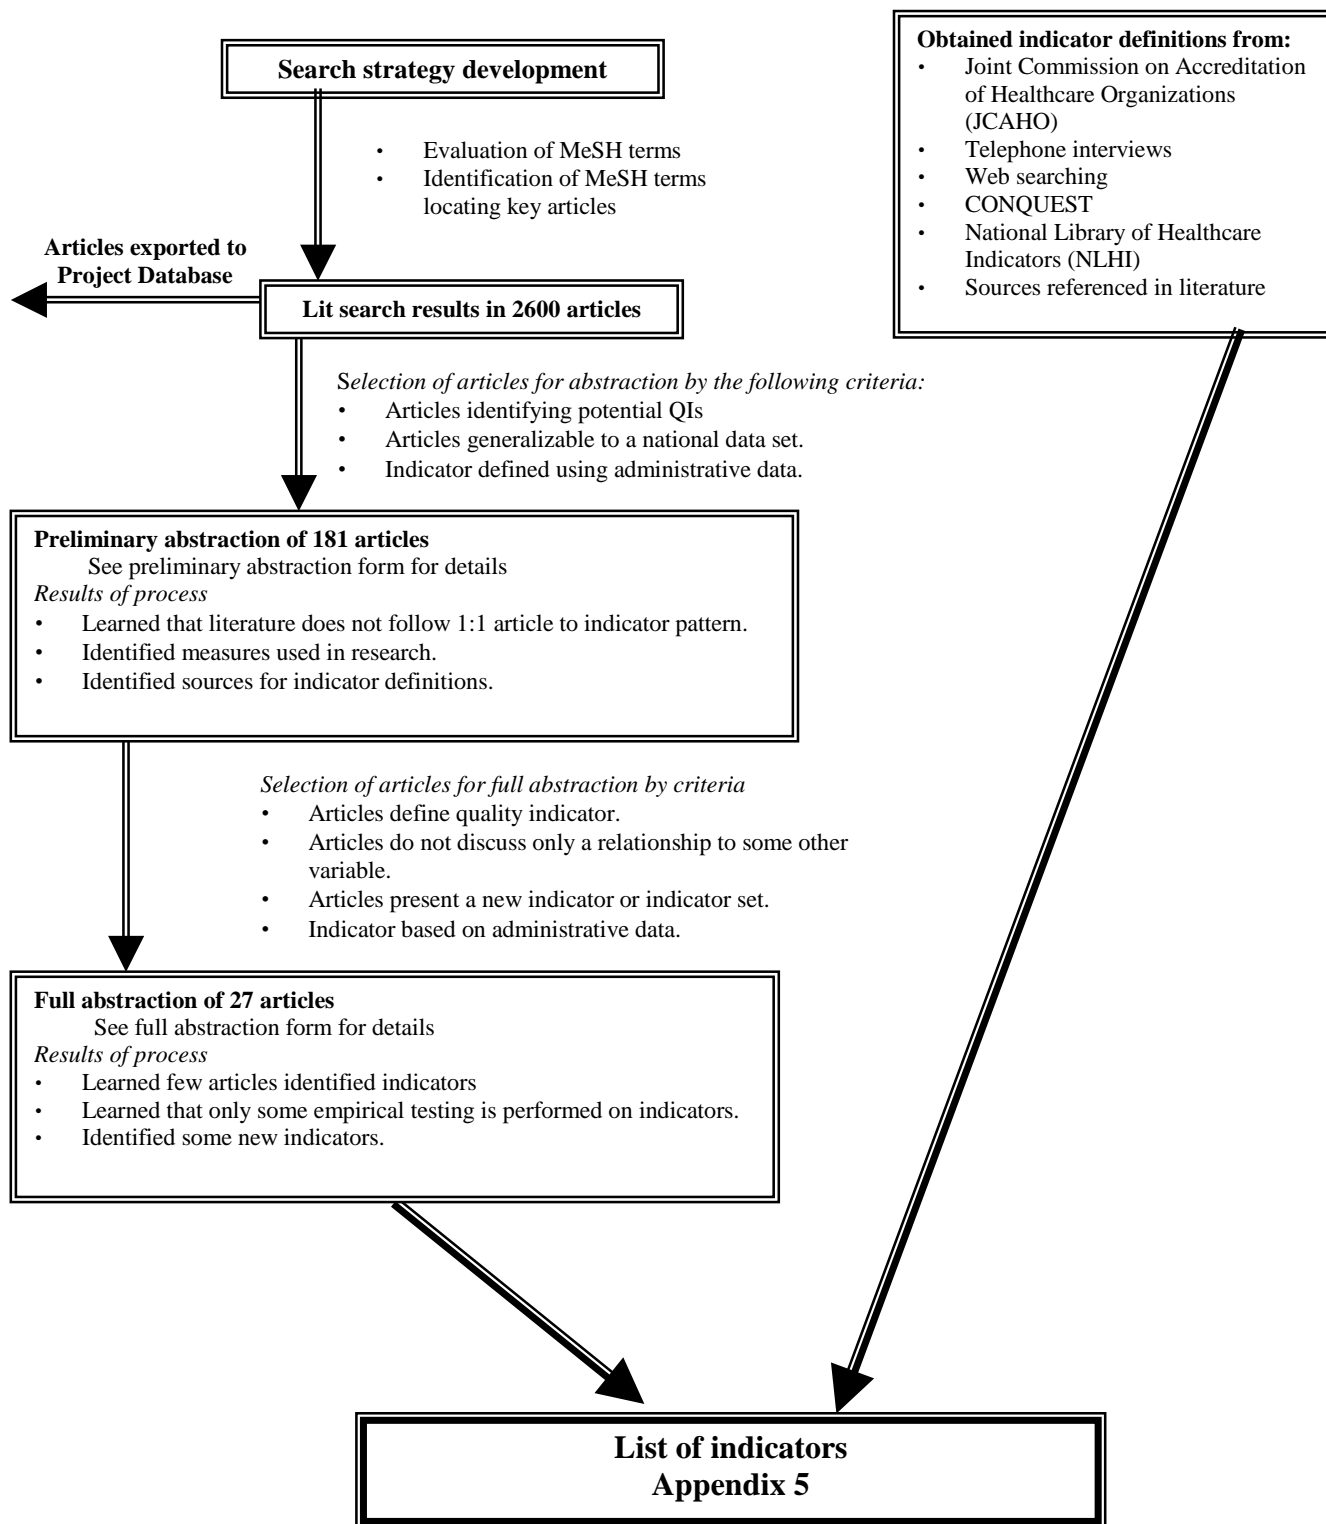 Search strategy development
• Evaluation of MeSH terms
• Identification of MeSH terms
locating key articles
Articles exported to
Project Database
Lit search results in 2600 articles
Selection of articles for abstraction by the following criteria:
• Articles identifying potential QIs
• Articles generalizable to a national data set.
• Indicator defined using administrative data.
Preliminary abstraction of 181 articles
See preliminary abstraction form for details
Results of process
• Learned that literature does not follow 1:1 article to indicator pattern.
• Identified measures used in research.
• Identified sources for indicator definitions.
Selection of articles for full abstraction by criteria
• Articles define quality indicator.
• Articles do not discuss only a relationship to some other
variable.
• Articles present a new indicator or indicator set.
• Indicator based on administrative data.
Full abstraction of 27 articles
See full abstraction form for details
Results of process
• Learned few articles identified indicators
• Learned that only some empirical testing is performed on indicators.
• Identified some new indicators.
Obtained indicator definitions from:
• Joint Commission on Accreditation
of Healthcare Organizations
(JCAHO)
• Telephone interviews
• Web searching
• CONQUEST
• National Library of Healthcare
Indicators (NLHI)
• Sources referenced in literature
List of indicators
Appendix 5